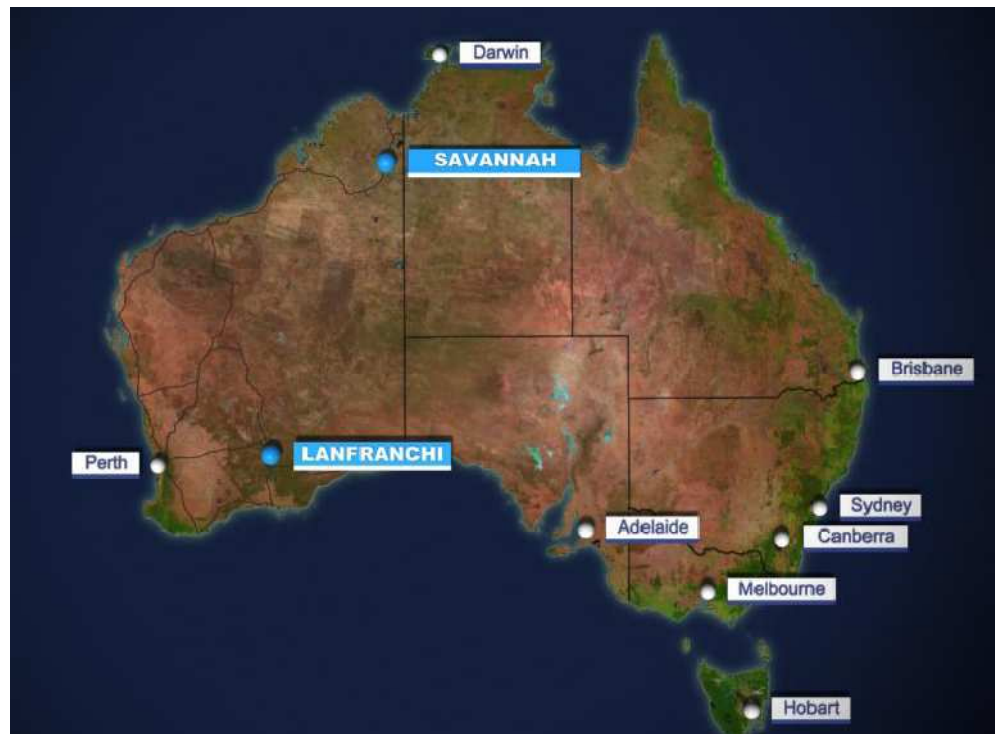 Darwin
SAVANNAH
Brisbane
LANFRANCHI
Perth
Sydney
Adelaide
Canberra
Melbourne
Hobart